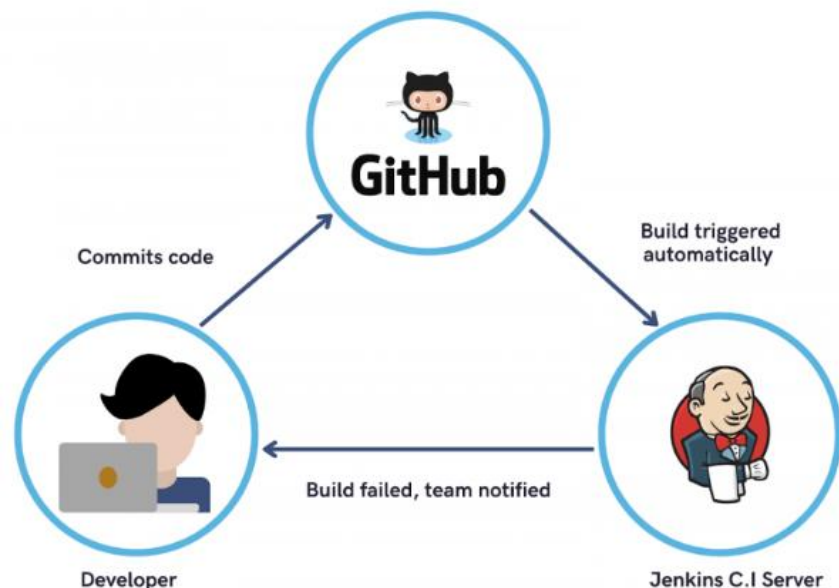 GitHub
Commits code
Build triggered
automatically
Build failed, team notified
Developer
Jenkins C.I Server